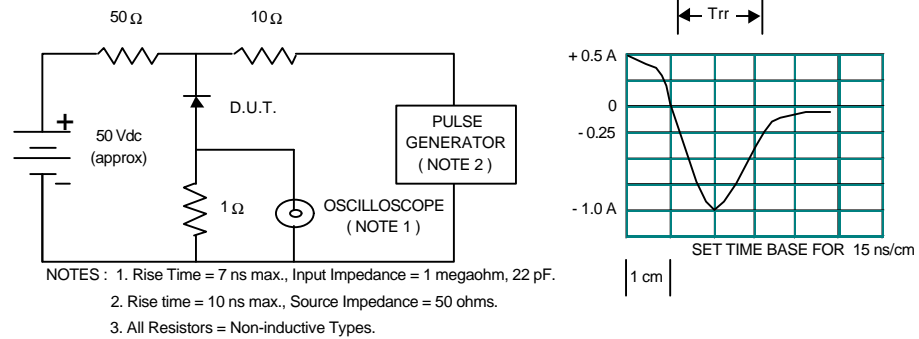 50 Ω
10 Ω
Trr
+ 0.5 A
0
- 0.25
- 1.0 A
D.U.T.
+
50 Vdc
(approx)
−
PULSE
GENERATOR
( NOTE 2 )
1 Ω
OSCILLOSCOPE
( NOTE 1 )
SET TIME BASE FOR 15 ns/cm
1 cm
NOTES : 1. Rise Time = 7 ns max., Input Impedance = 1 megaohm, 22 pF.
2. Rise time = 10 ns max., Source Impedance = 50 ohms.
3. All Resistors = Non-inductive Types.